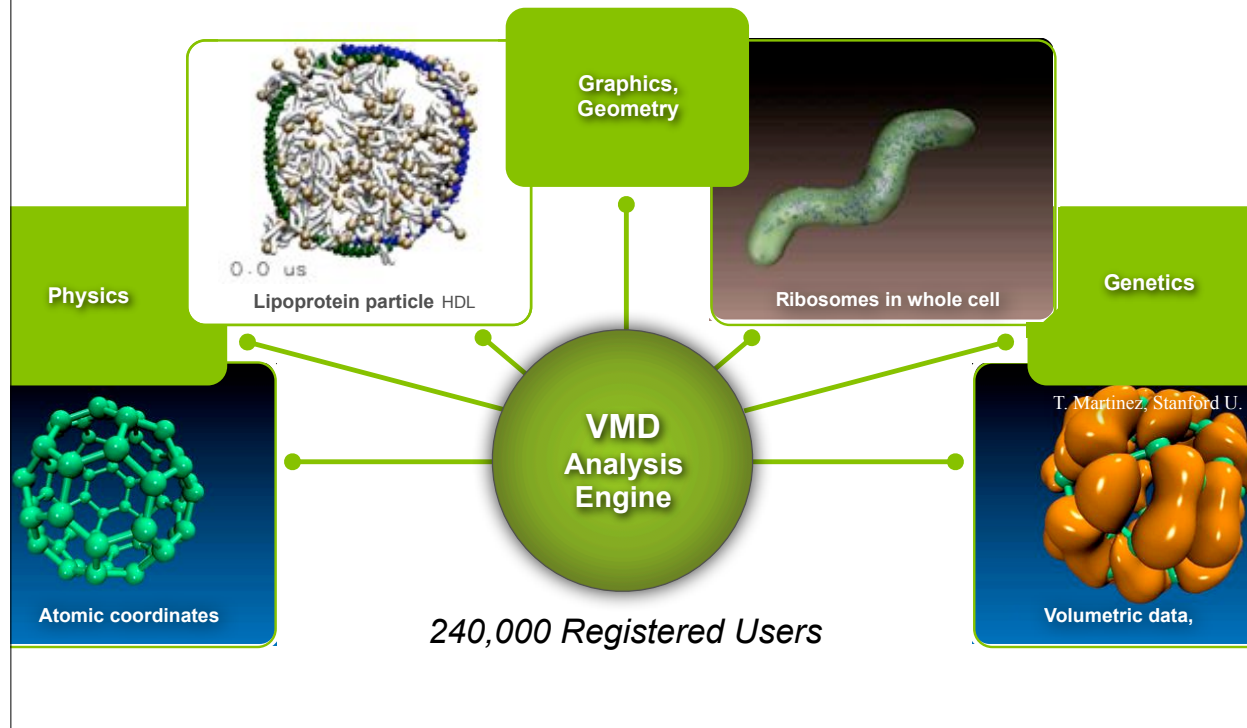 Graphics,
Geometry
0.0 us
Lipoprotein particle HDL
Ribosomes in whole cell
Physics
Genetics
T. Martinez, Stanford U.
VMD
Analysis
Engine
Atomic coordinates
Volumetric data,
240,000 Registered Users